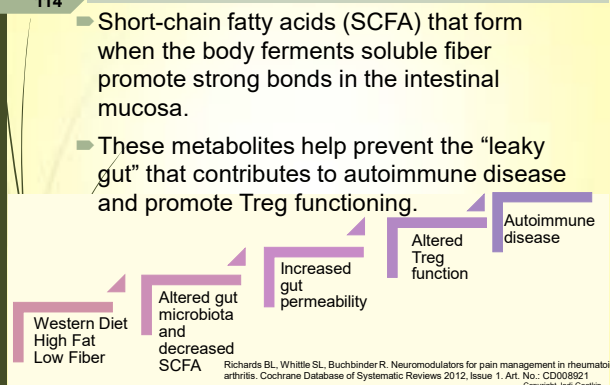 114
Short-chain fatty acids (SCFA) that form
when the body ferments soluble fiber
promote strong bonds in the intestinal
mucosa.
These metabolites help prevent the “leaky
gut” that contributes to autoimmune disease
and promote Treg functioning.
Western Diet
High Fat
Low Fiber
Altered gut
microbiota
and
decreased
SCFA
Increased
gut
permeability
Altered
Treg
function
Autoimmune
disease
Richards BL, Whittle SL, Buchbinder R. Neuromodulators for pain management in rheumatoi
arthritis. Cochrane Database of Systematic Reviews 2012, Issue 1. Art. No.: CD008921